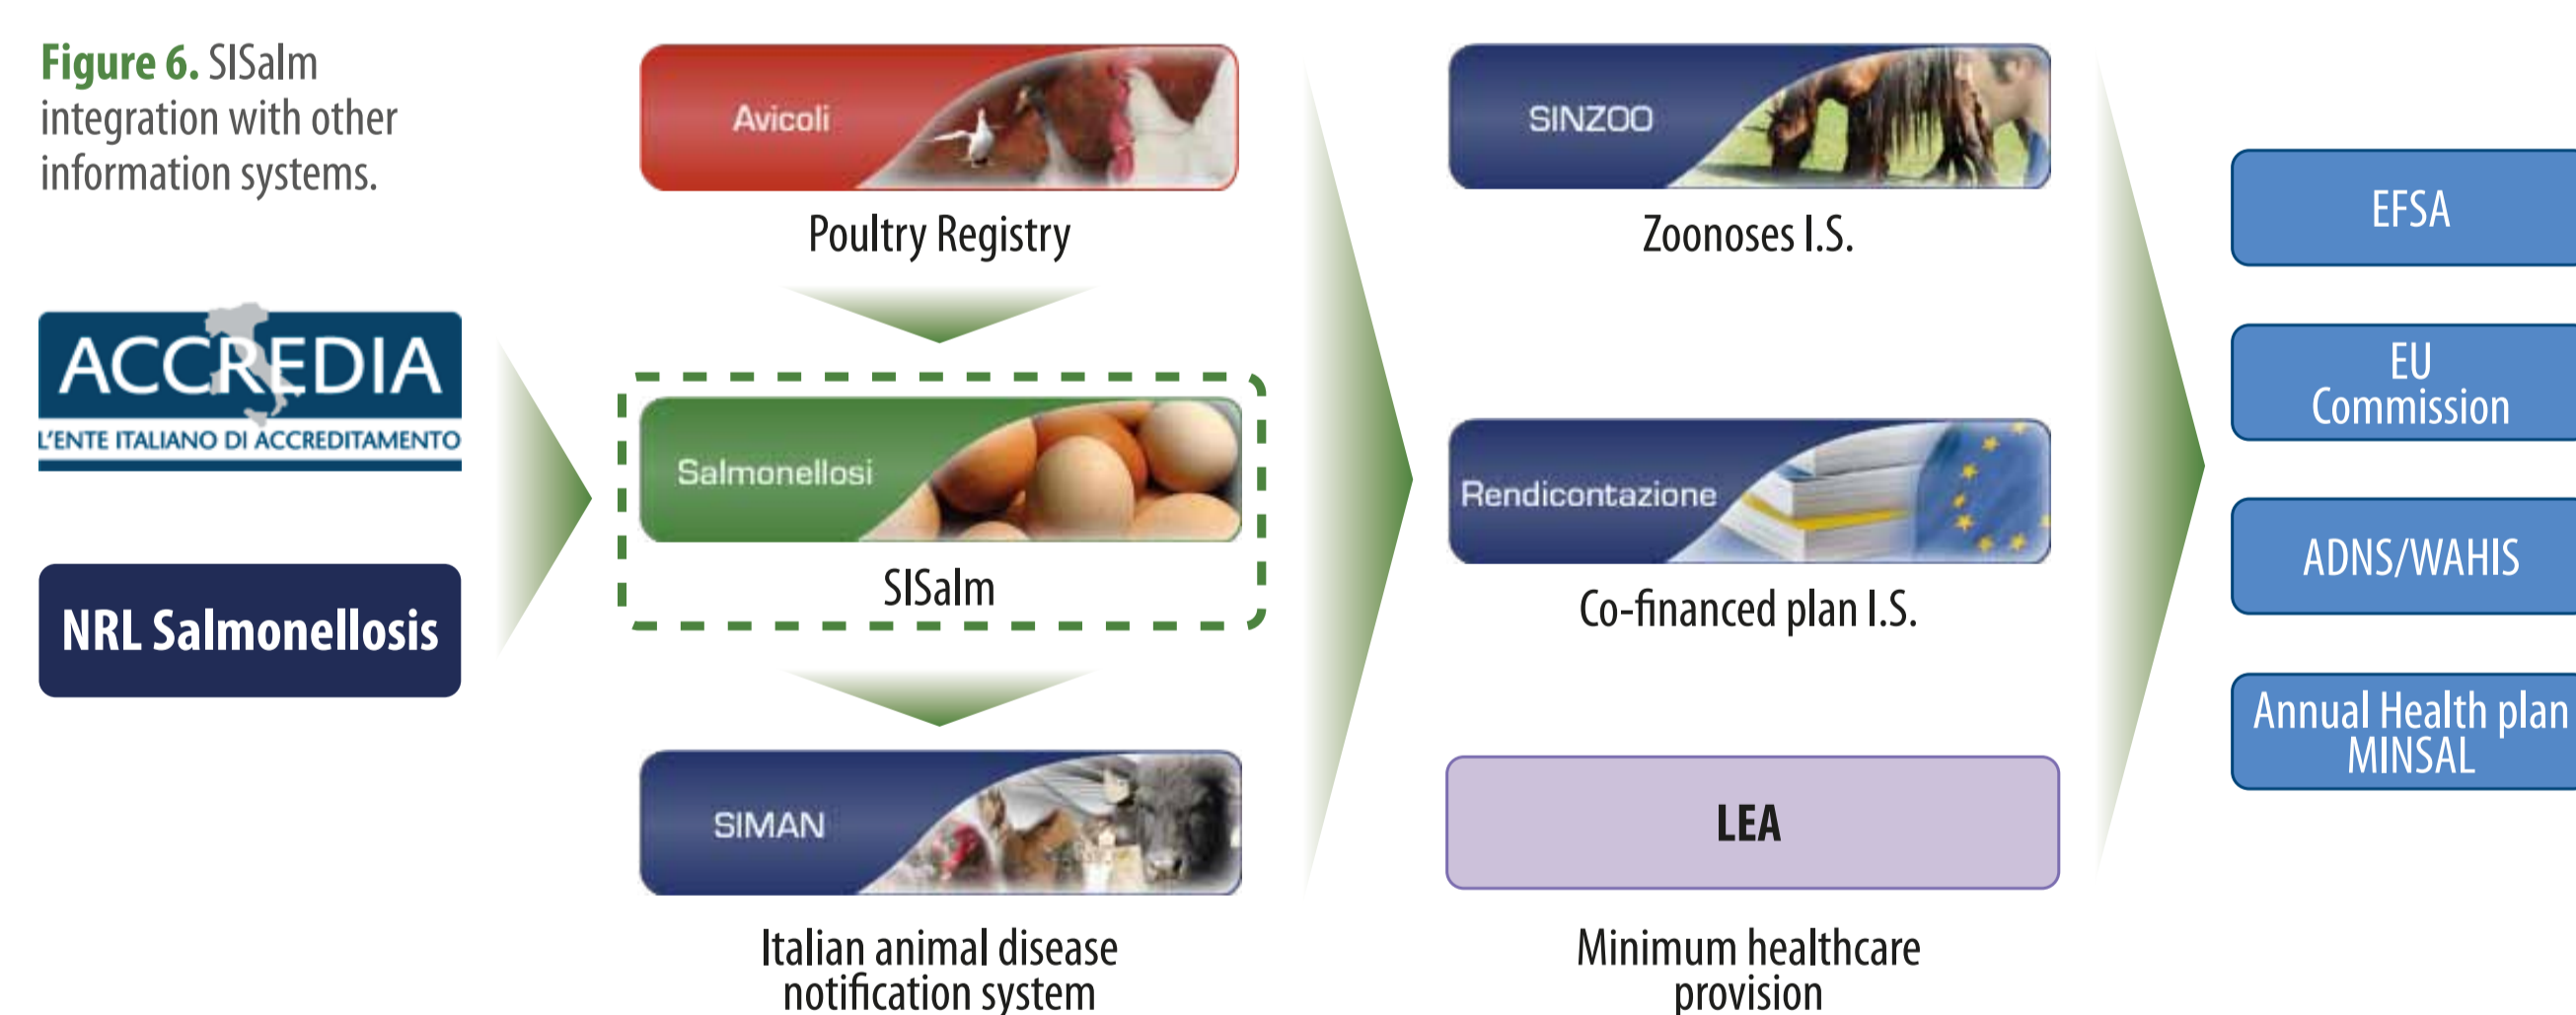 Figure 6. SISalm
integration with other
information systems.
ACCREDIA
L'ENTE ITALIANO DI ACCREDITAMENTO
NRL Salmonellosis
Avicoli
Poultry Registry
Salmonellosi
SISalm
SIMAN
Italian animal disease
notification system
SINZOO
Zoonoses I.S.
Rendicontazione
Co-financed plan I.S.
LEA
Minimum healthcare
provision
EFSA
EU
Commission
ADNS/WAHIS
Annual Health plan
MINSAL